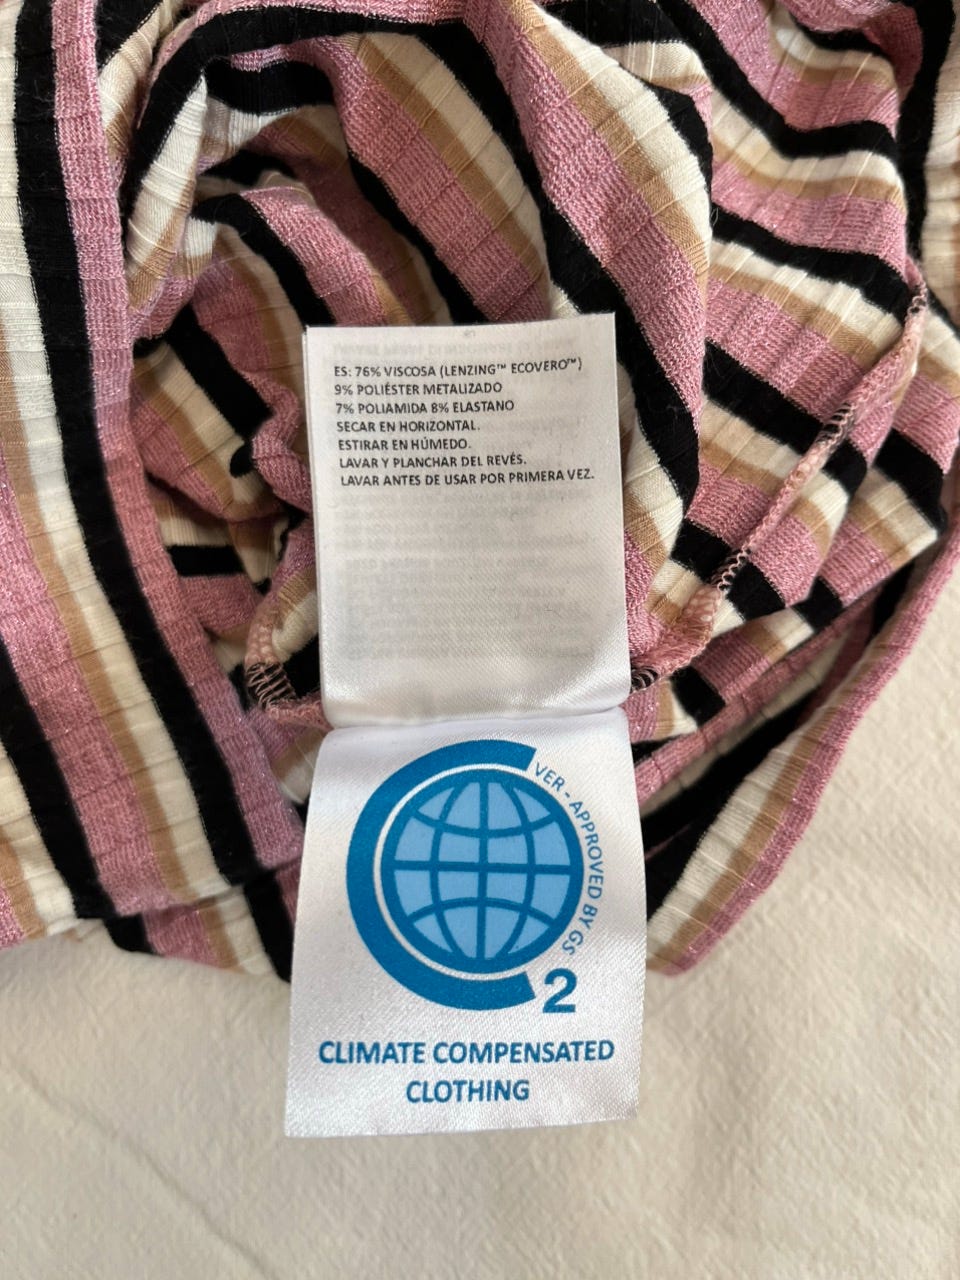 ES: 76% VISCOSA (LENZING™ ECOVERO™)
9% POLIÉSTER METALIZADO
7% POLIAMIDA 8% ELASTANO
SECAR EN HORIZONTAL.
ESTIRAR EN HÚMEDO.
LAVAR Y PLANCHAR DEL REVÉS.
LAVAR ANTES DE USAR POR PRIMERA VEZ.
VER - APPROVED BY GS
2
CLIMATE COMPENSATED
CLOTHING